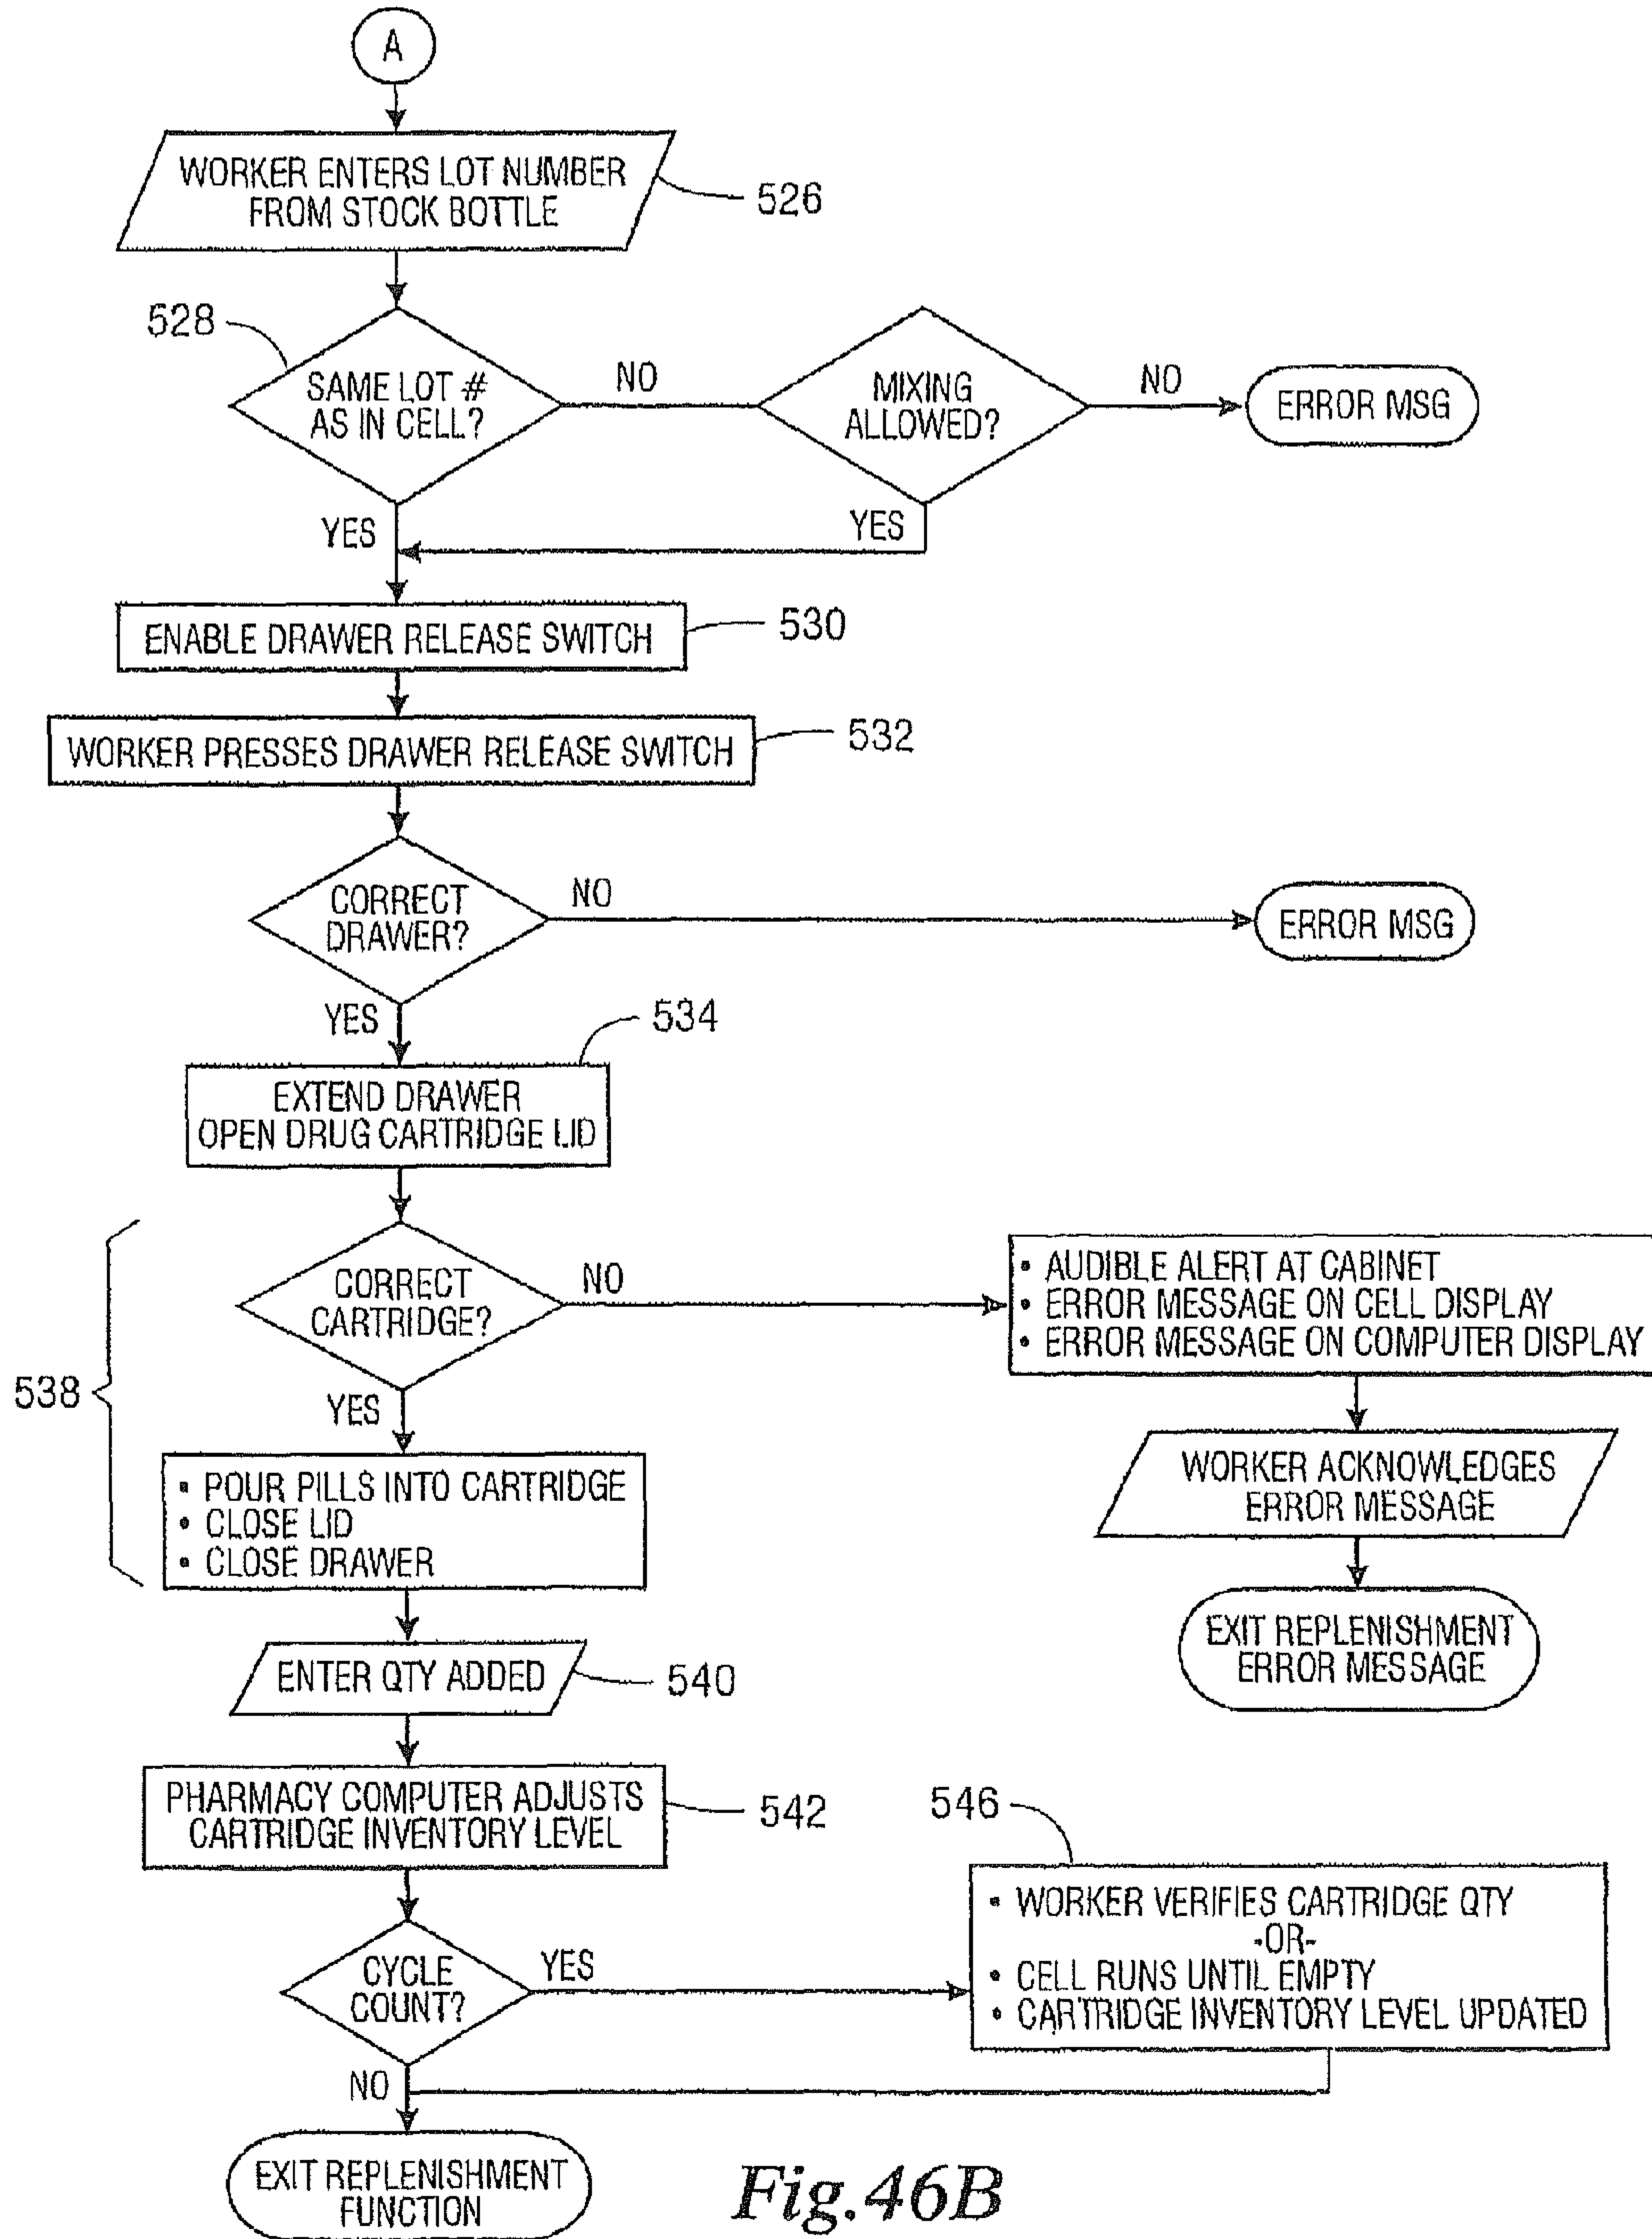 A
WORKER ENTERS LOT NUMBER
FROM STOCK BOTTLE
526
528
SAME LOT #
AS IN CELL?
NO
MIXING
ALLOWED?
NO
ERROR MSG
YES
YES
ENABLE DRAWER RELEASE SWITCH
530
WORKER PRESSES DRAWER RELEASE SWITCH
532
CORRECT
DRAWER?
NO
ERROR MSG
YES
534
EXTEND DRAWER
OPEN DRUG CARTRIDGE LID
538
CORRECT
CARTRIDGE?
NO
• AUDIBLE ALERT AT CABINET
• ERROR MESSAGE ON CELL DISPLAY
• ERROR MESSAGE ON COMPUTER DISPLAY
YES
• POUR PILLS INTO CARTRIDGE
• CLOSE LID
• CLOSE DRAWER
WORKER ACKNOWLEDGES
ERROR MESSAGE
EXIT REPLENISHMENT
ERROR MESSAGE
ENTER QTY ADDED
540
PHARMACY COMPUTER ADJUSTS
CARTRIDGE INVENTORY LEVEL
542
546
• WORKER VERIFIES CARTRIDGE QTY
-OR-
• CELL RUNS UNTIL EMPTY
• CARTRIDGE INVENTORY LEVEL UPDATED
CYCLE
COUNT?
YES
NO
EXIT REPLENISHMENT
FUNCTION
Fig.46B